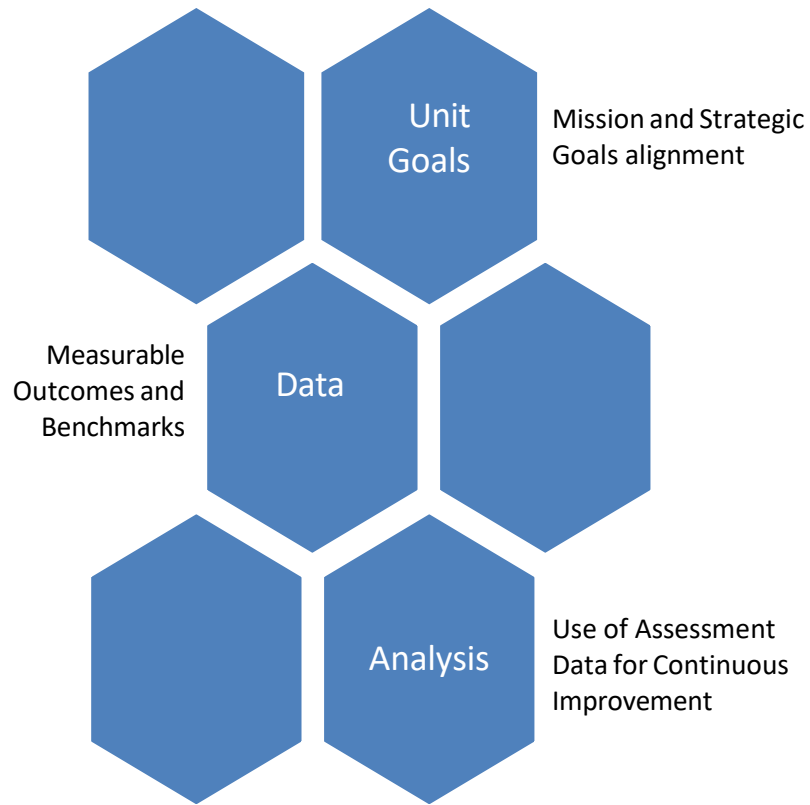 Unit
Goals
Mission and Strategic
Goals alignment
Measurable
Outcomes and
Benchmarks
Data
Analysis
Use of Assessment
Data for Continuous
Improvement